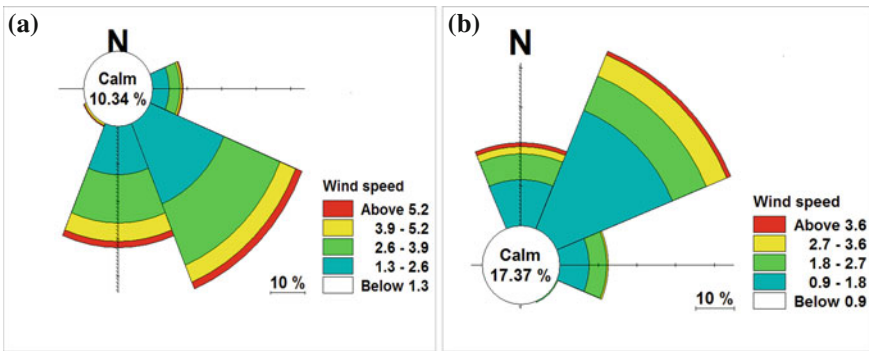 (a)
N
Calm
10.34 %
Wind speed
Above 5.2
3.9 - 5.2
2.6 - 3.9
1.3 - 2.6
Below 1.3
10 %
(b)
N
Calm
17.37 %
Wind speed
Above 3.6
2.7 - 3.6
1.8 - 2.7
0.9 - 1.8
Below 0.9
10 %